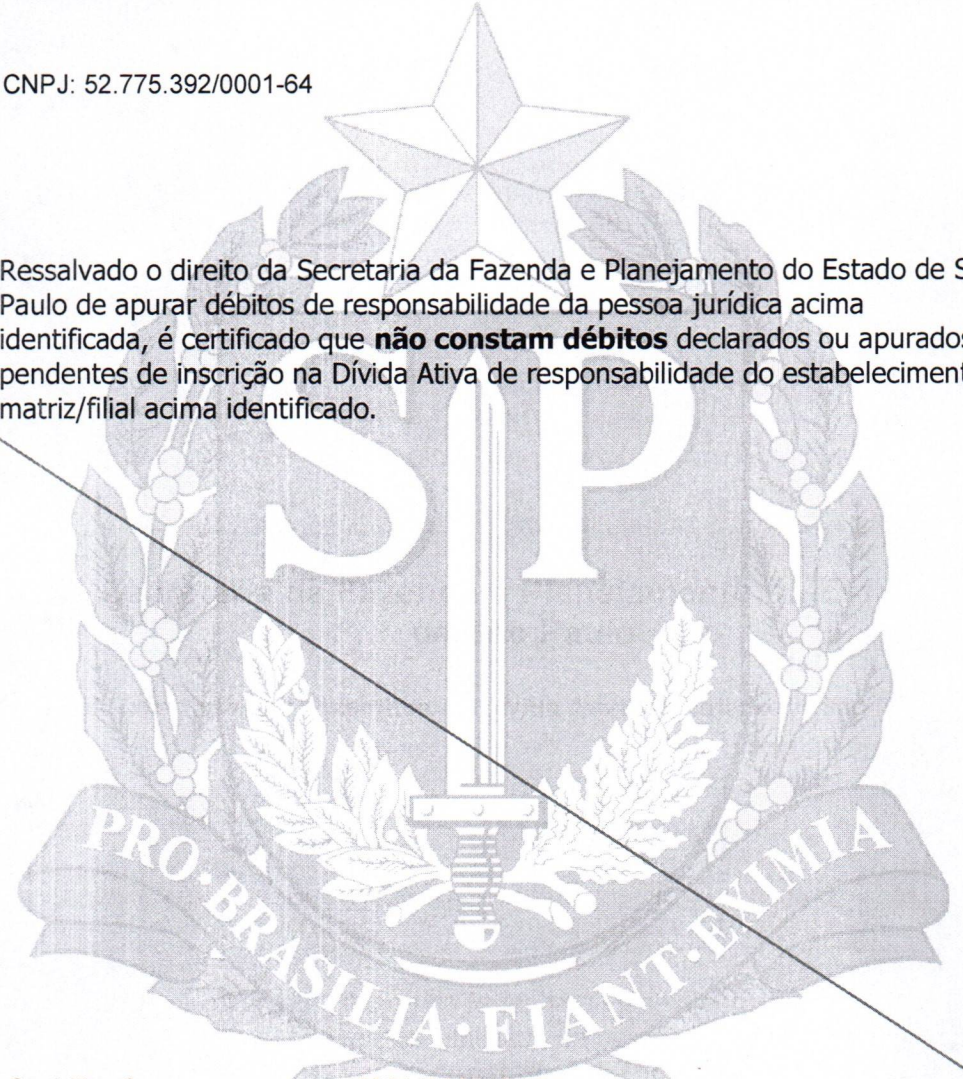 CNPJ: 52.775.392/0001-64
Ressalvado o direito da Secretaria da Fazenda e Planejamento do Estado de S
Paulo de apurar débitos de responsabilidade da pessoa jurídica acima
identificada, é certificado que não constam débitos declarados ou apurados
pendentes de inscrição na Dívida Ativa de responsabilidade do estabeleciment
matriz/filial acima identificado.
SP
PRO·BRASILIA·FIANT·EXIMIA